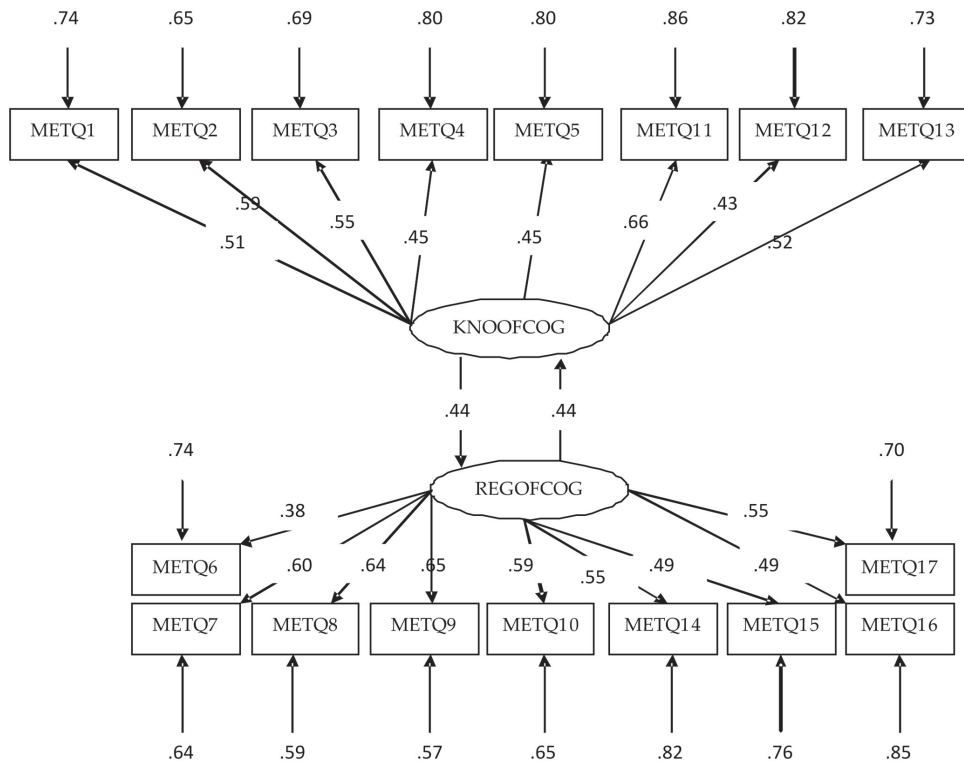 .74 .65 .69 .80 .80 .86 .82 .73
METQ1 METQ2 METQ3 METQ4 METQ5 METQ11 METQ12 METQ13
.51 .59 .55 .45 .45 .66 .43 .52
KNOOFCOG
.44 .44
.74 .70
REGOFCOG
.38 .55
METQ6 METQ17
.60 .64 .65 .59 .55 .49 .49
METQ7 METQ8 METQ9 METQ10 METQ14 METQ15 METQ16
.64 .59 .57 .65 .82 .76 .85